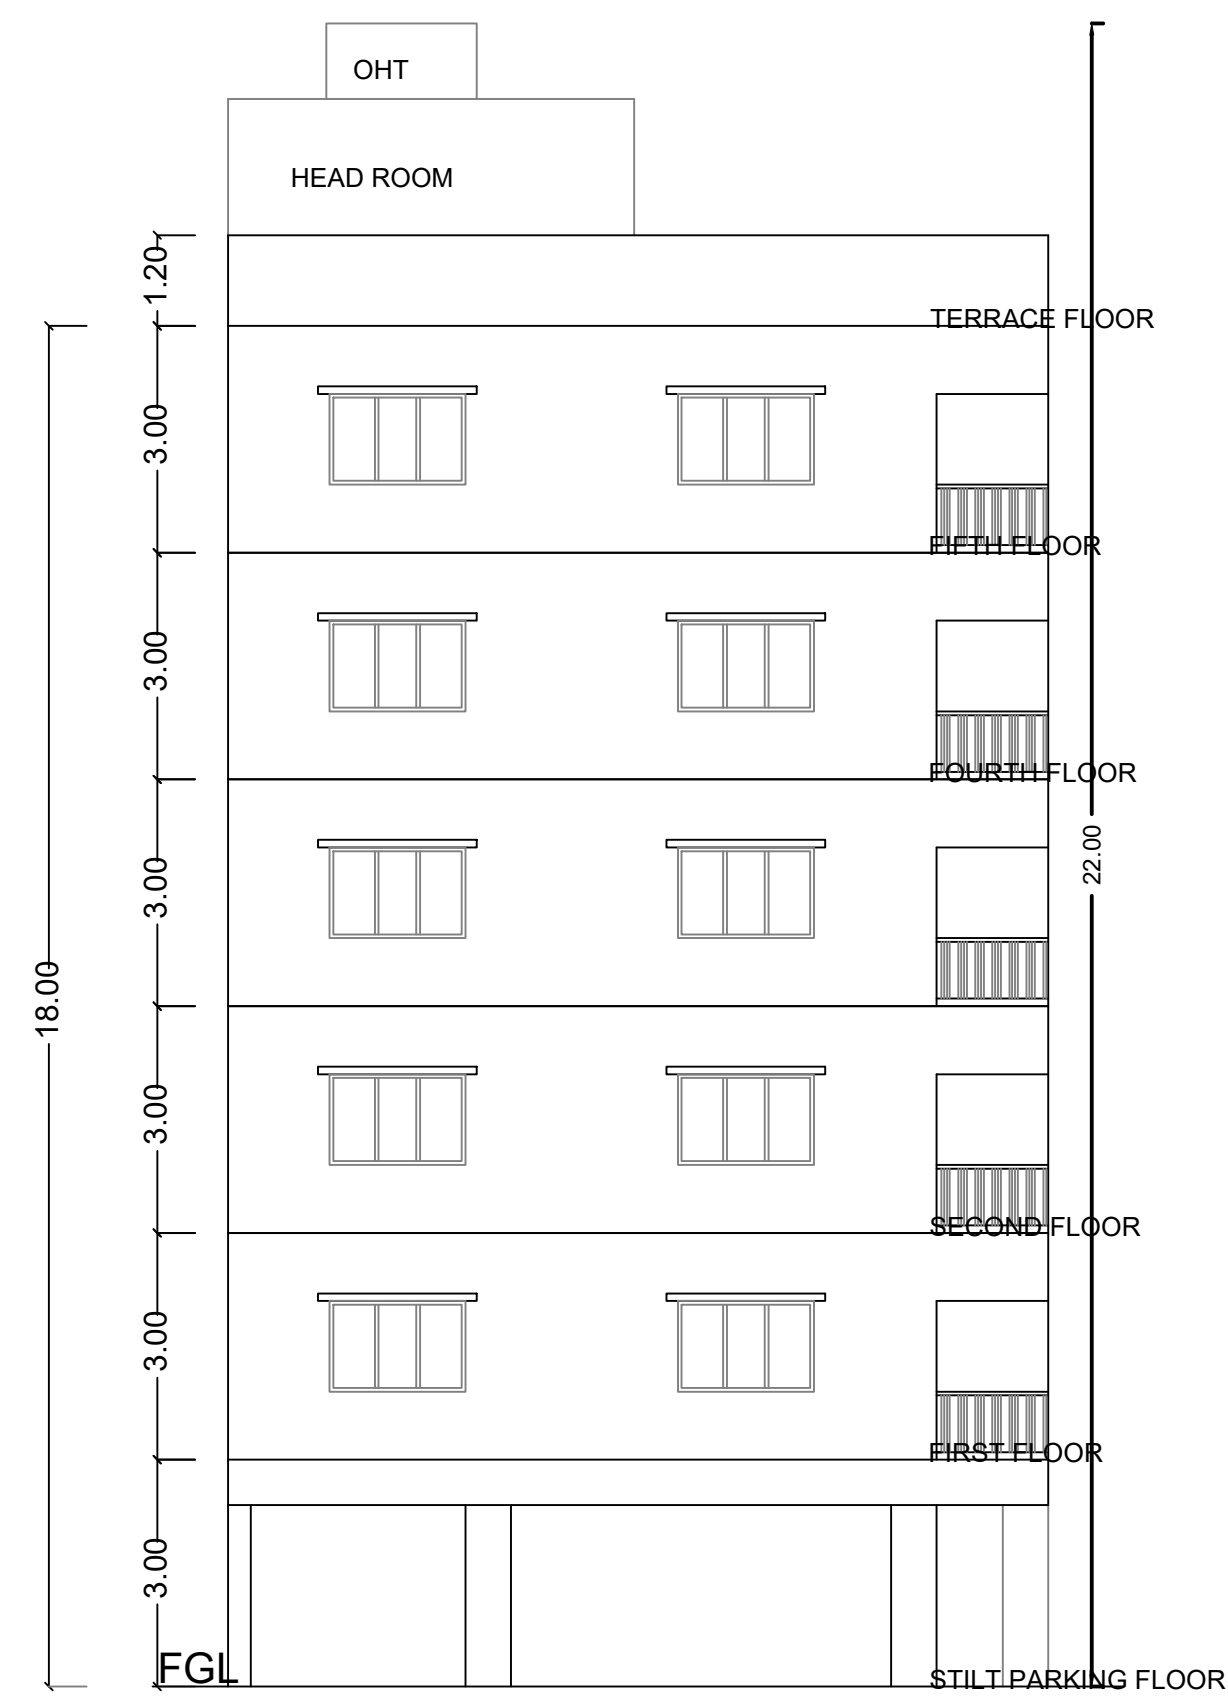 OHT
HEAD ROOM
1.20
TERRACE FLOOR
3.00
FIFTH FLOOR
3.00
FOURTH FLOOR
22.00
3.00
18.00
3.00
SECOND FLOOR
3.00
FIRST FLOOR
3.00
FGL
STILT PARKING FLOOR